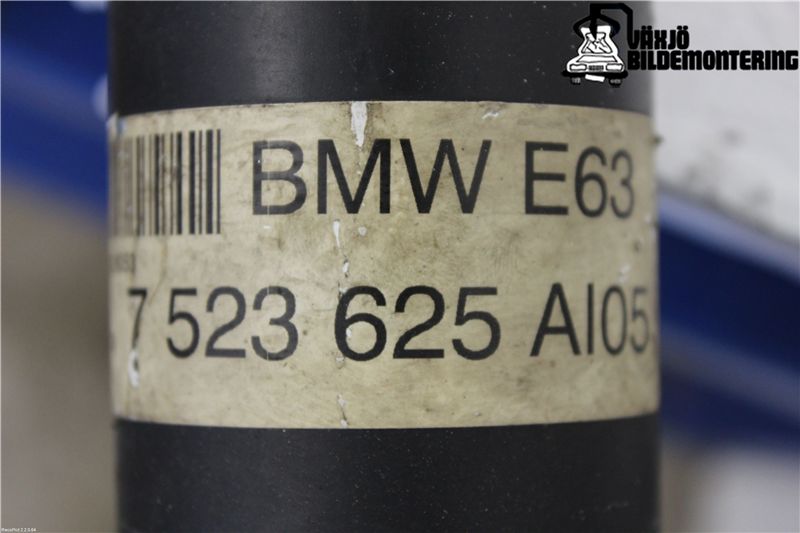 VÄXJÖ
BILDEMONTERING
BMW E63
7 523 625 AI05